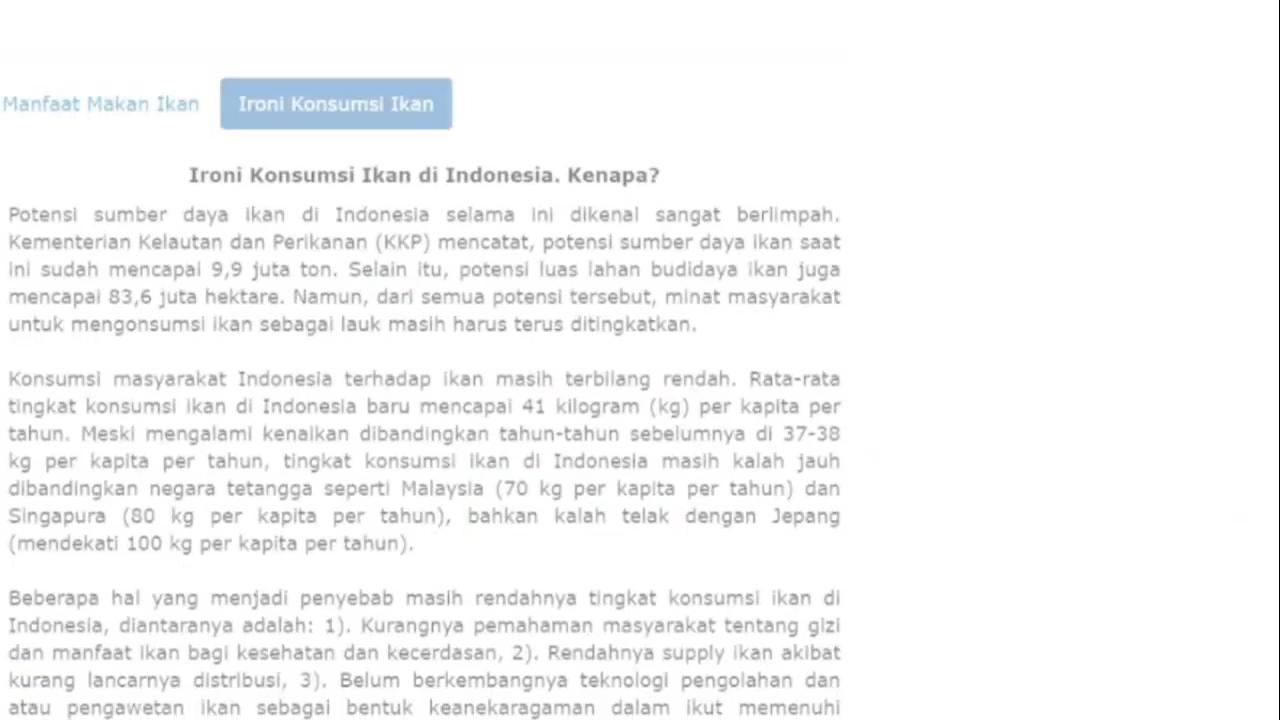 Manfaat Makan Ikan
Ironi Konsumsi Ikan
Ironi Konsumsi Ikan di Indonesia. Kenapa?
Potensi sumber daya ikan di Indonesia selama ini dikenal sangat berlimpah.
Kementerian Kelautan dan Perikanan (KKP) mencatat, potensi sumber daya ikan saat
ini sudah mencapai 9,9 juta ton. Selain itu, potensi luas lahan budidaya ikan juga
mencapai 83,6 juta hektare. Namun, dari semua potensi tersebut, minat masyarakat
untuk mengonsumsi ikan sebagai lauk masih harus terus ditingkatkan.
Konsumsi masyarakat Indonesia terhadap ikan masih terbilang rendah. Rata-rata
tingkat konsumsi ikan di Indonesia baru mencapai 41 kilogram (kg) per kapita per
tahun. Meski mengalami kenaikan dibandingkan tahun-tahun sebelumnya di 37-38
kg per kapita per tahun, tingkat konsumsi ikan di Indonesia masih kalah jauh
dibandingkan negara tetangga seperti Malaysia (70 kg per kapita per tahun) dan
Singapura (80 kg per kapita per tahun), bahkan kalah telak dengan Jepang
(mendekati 100 kg per kapita per tahun).
Beberapa hal yang menjadi penyebab masih rendahnya tingkat konsumsi ikan di
Indonesia, diantaranya adalah: 1). Kurangnya pemahaman masyarakat tentang gizi
dan manfaat ikan bagi kesehatan dan kecerdasan, 2). Rendahnya supply ikan akibat
kurang lancarnya distribusi, 3). Belum berkembangnya teknologi pengolahan dan
atau pengawetan ikan sebagai bentuk keanekaragaman dalam ikut memenuhi